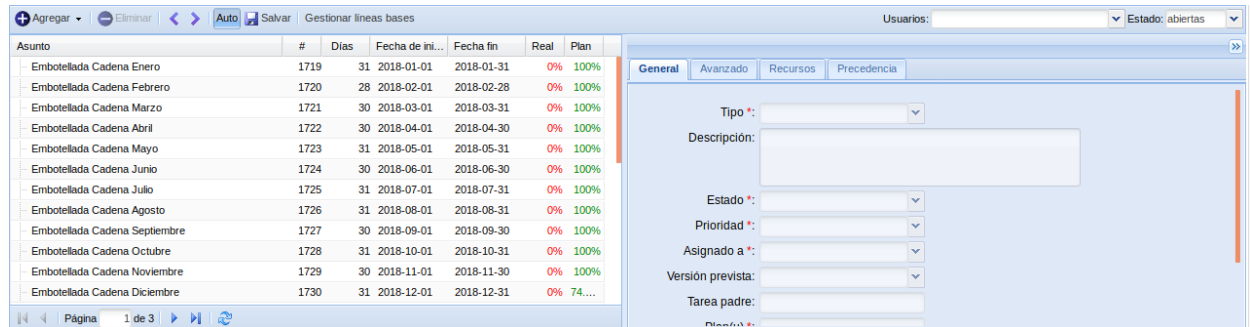 Agregar Eliminar Auto Salvar Gestionar líneas bases Usuarios: Estado: abiertas
Asunto # Días Fecha de ini... Fecha fin Real Plan
Embotellada Cadena Enero 1719 31 2018-01-01 2018-01-31 0% 100%
Embotellada Cadena Febrero 1720 28 2018-02-01 2018-02-28 0% 100%
Embotellada Cadena Marzo 1721 30 2018-03-01 2018-03-31 0% 100%
Embotellada Cadena Abril 1722 30 2018-04-01 2018-04-30 0% 100%
Embotellada Cadena Mayo 1723 31 2018-05-01 2018-05-31 0% 100%
Embotellada Cadena Junio 1724 30 2018-06-01 2018-06-30 0% 100%
Embotellada Cadena Julio 1725 31 2018-07-01 2018-07-31 0% 100%
Embotellada Cadena Agosto 1726 31 2018-08-01 2018-08-31 0% 100%
Embotellada Cadena Septiembre 1727 30 2018-09-01 2018-09-30 0% 100%
Embotellada Cadena Octubre 1728 31 2018-10-01 2018-10-31 0% 100%
Embotellada Cadena Noviembre 1729 30 2018-11-01 2018-11-30 0% 100%
Embotellada Cadena Diciembre 1730 31 2018-12-01 2018-12-31 0% 74....
Página 1 de 3
General Avanzado Recursos Precedencia
Tipo *:
Descripción:
Estado *:
Prioridad *:
Asignado a *:
Versión prevista:
Tarea padre:
Plan(u) *: